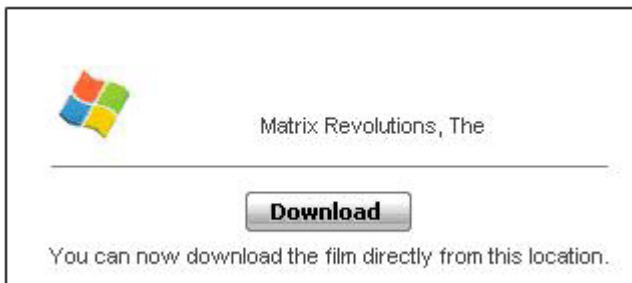 Matrix Revolutions, The
Download
You can now download the film directly from this location.